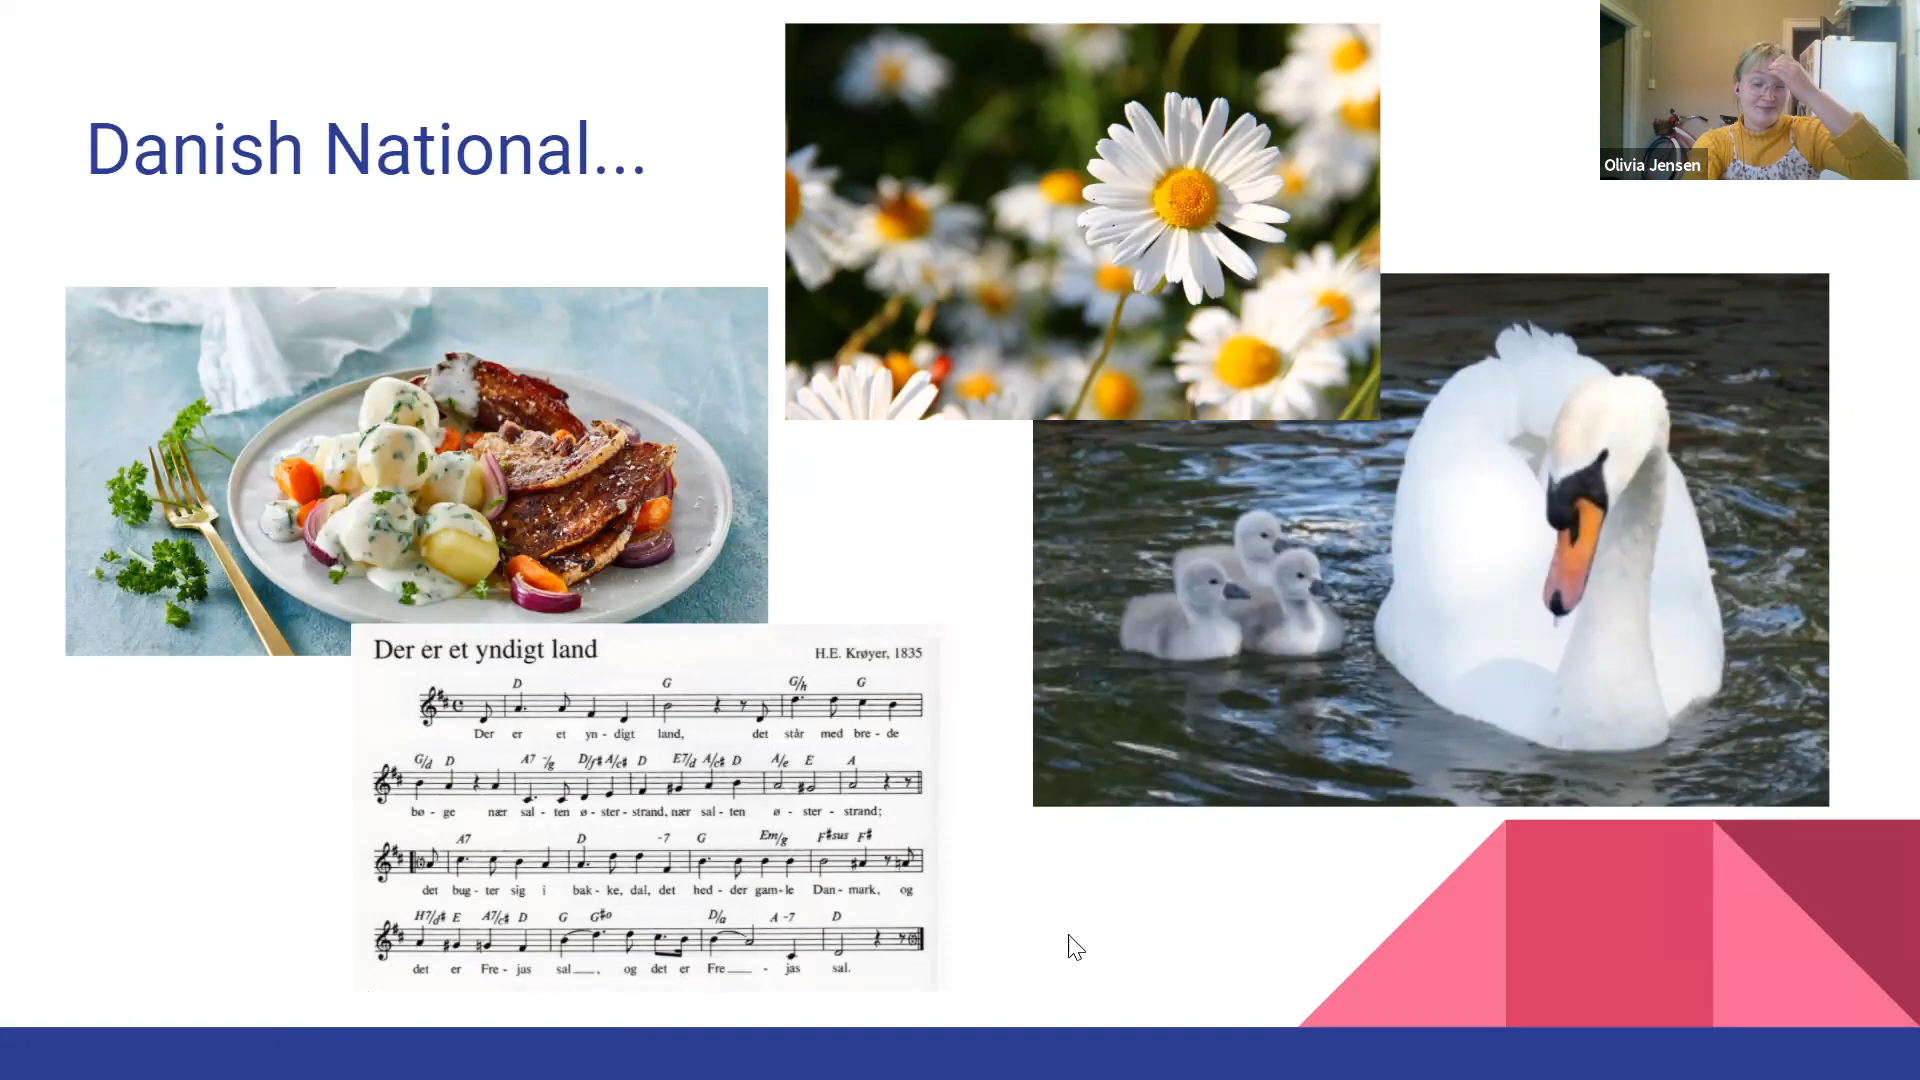 Danish National...
Olivia Jensen
Der er et yndigt land
H.E. Krøyer, 1835
D G G/h G
Der er et yn - digt land, det står med bre - de
G/d D A7 -/g D/f# A/c# D E7/d A/c# D A/e E A
bø - ge nær sal - ten ø - ster - strand, nær sal - ten ø - ster - strand;
A7 D -7 G Em/g F#sus F#
det bug - ter sig i bak - ke, dal, det hed - der gam - le Dan - mark, og
H7/d# E A7/c# D G G#o D/a A -7 D
det er Fre - jas sal___, og det er Fre___ - jas sal.